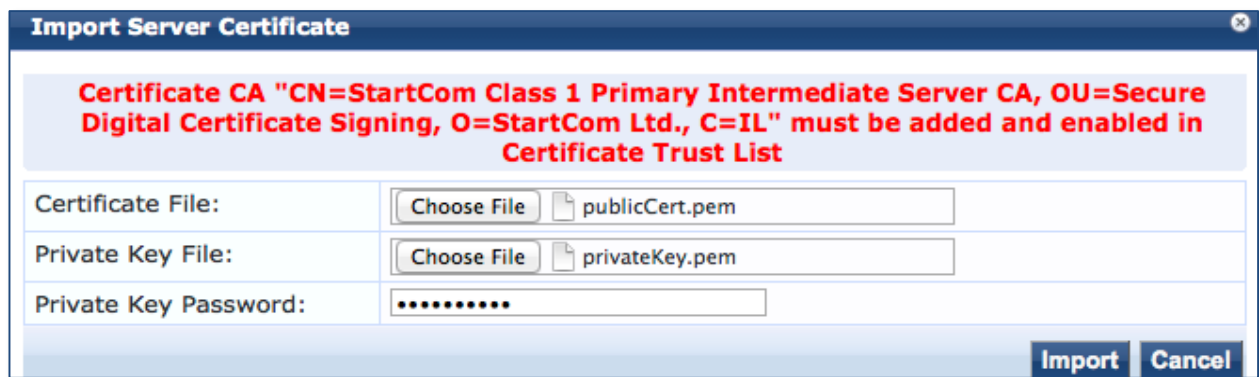 Import Server Certificate
Certificate CA "CN=StartCom Class 1 Primary Intermediate Server CA, OU=Secure
Digital Certificate Signing, O=StartCom Ltd., C=IL" must be added and enabled in
Certificate Trust List
Certificate File: Choose File publicCert.pem
Private Key File: Choose File privateKey.pem
Private Key Password: ••••••••••
Import Cancel